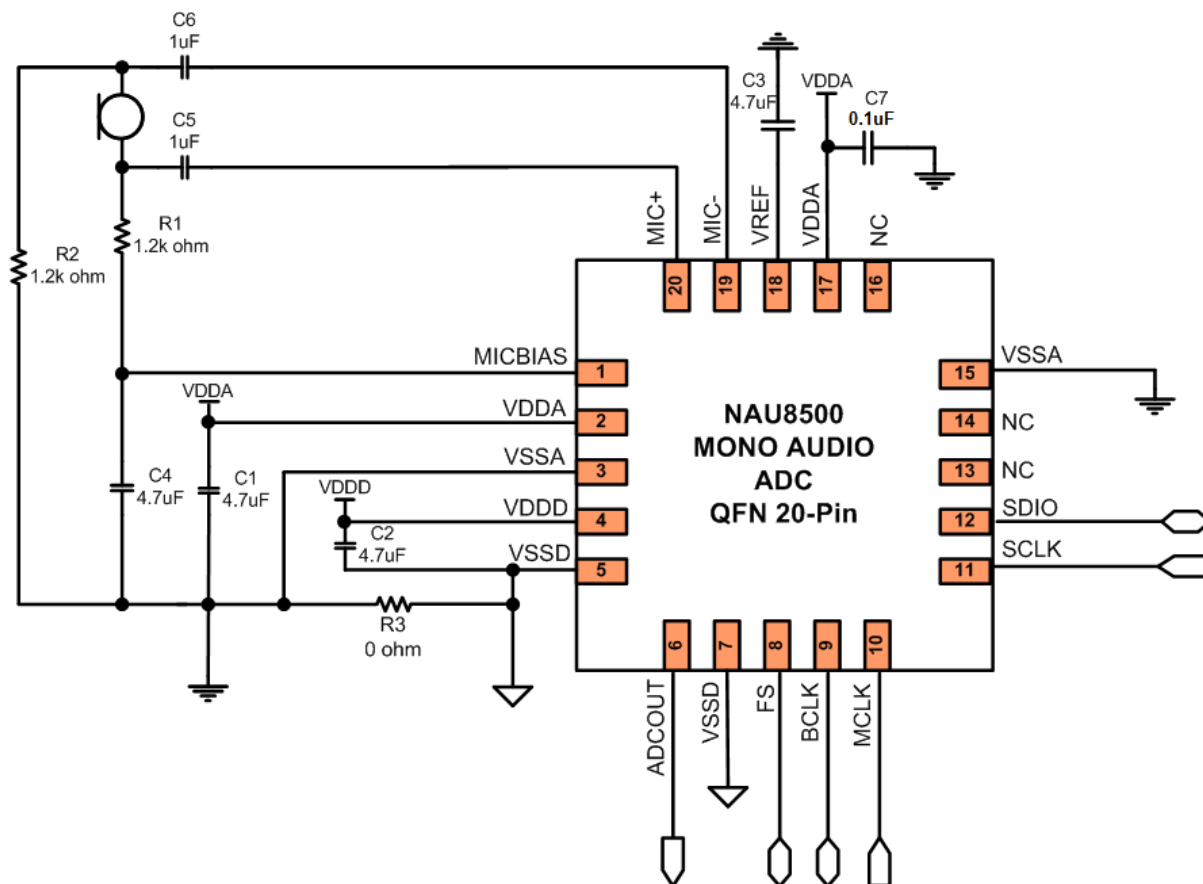 C6
1uF
C5
1uF
R1
1.2k ohm
R2
1.2k ohm
C3
4.7uF
VDDA
C7
0.1uF
MIC+
MIC-
VREF
VDDA
NC
20
19
18
17
16
MICBIAS
1
VDDA
VDDA
2
VSSA
3
C4
4.7uF
C1
4.7uF
VDDD
VDDD
4
C2
4.7uF
VSSD
5
R3
0 ohm
NAU8500
MONO AUDIO
ADC
QFN 20-Pin
15
VSSA
14
NC
13
NC
12
SDIO
11
SCLK
6
7
8
9
10
ADCOUT
VSSD
FS
BCLK
MCLK